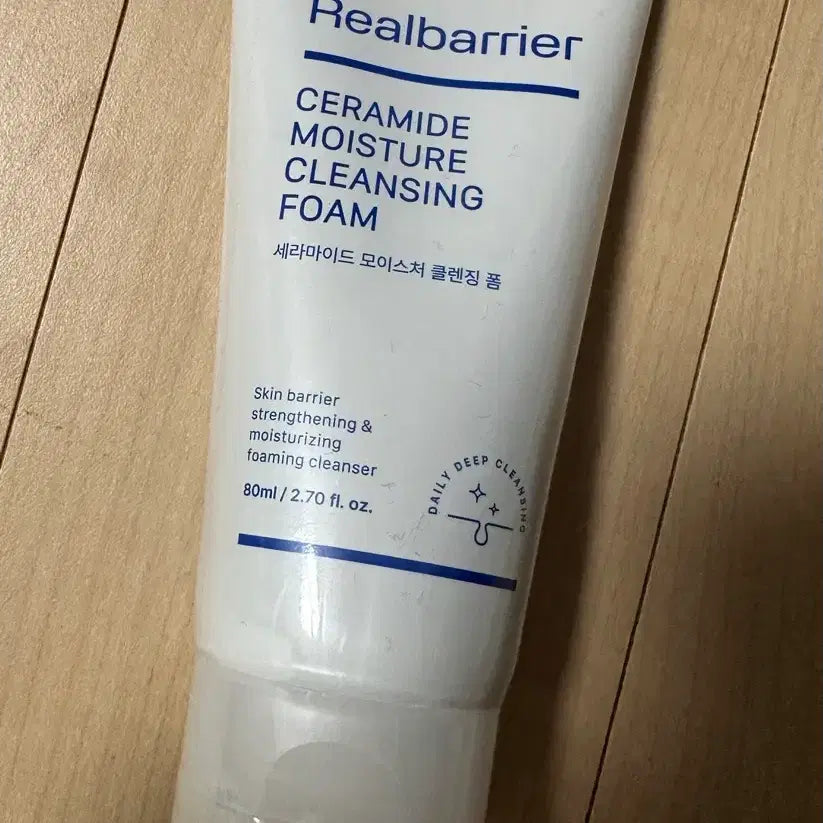 Realbarrier
CERAMIDE
MOISTURE
CLEANSING
FOAM
세라마이드 모이스처 클렌징 폼
Skin barrier
strengthening &
moisturizing
foaming cleanser
80ml / 2.70 fl. oz.
DAILY DEEP CLEANSING